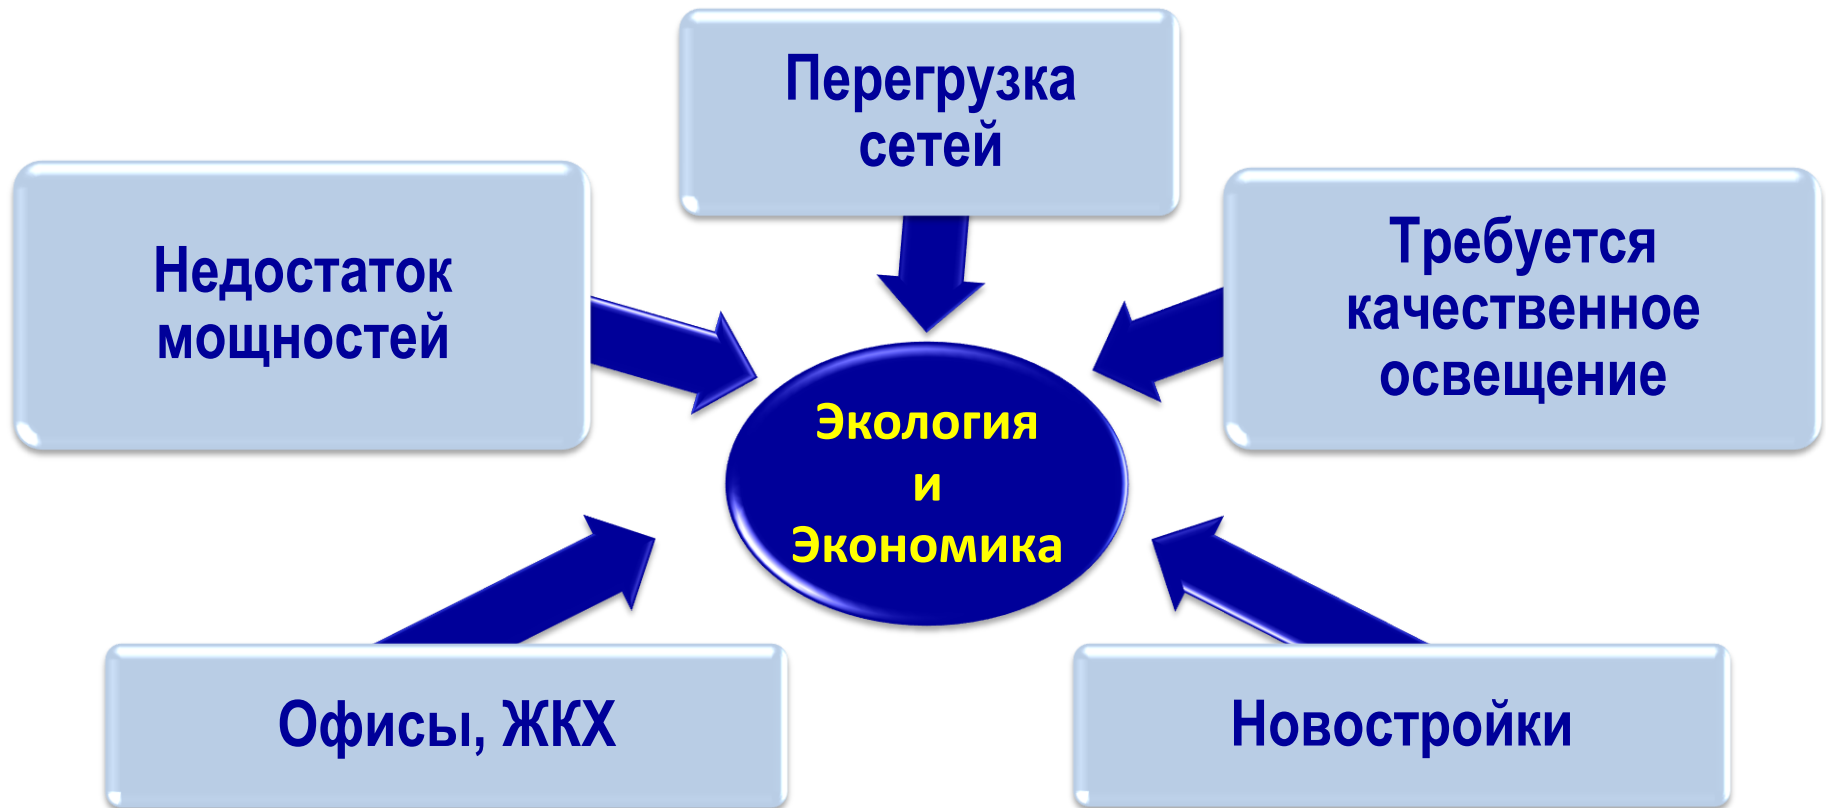 Перегрузка
сетей
Недостаток
мощностей
Требуется
качественное
освещение
Экология
и
Экономика
Офисы, ЖКХ
Новостройки